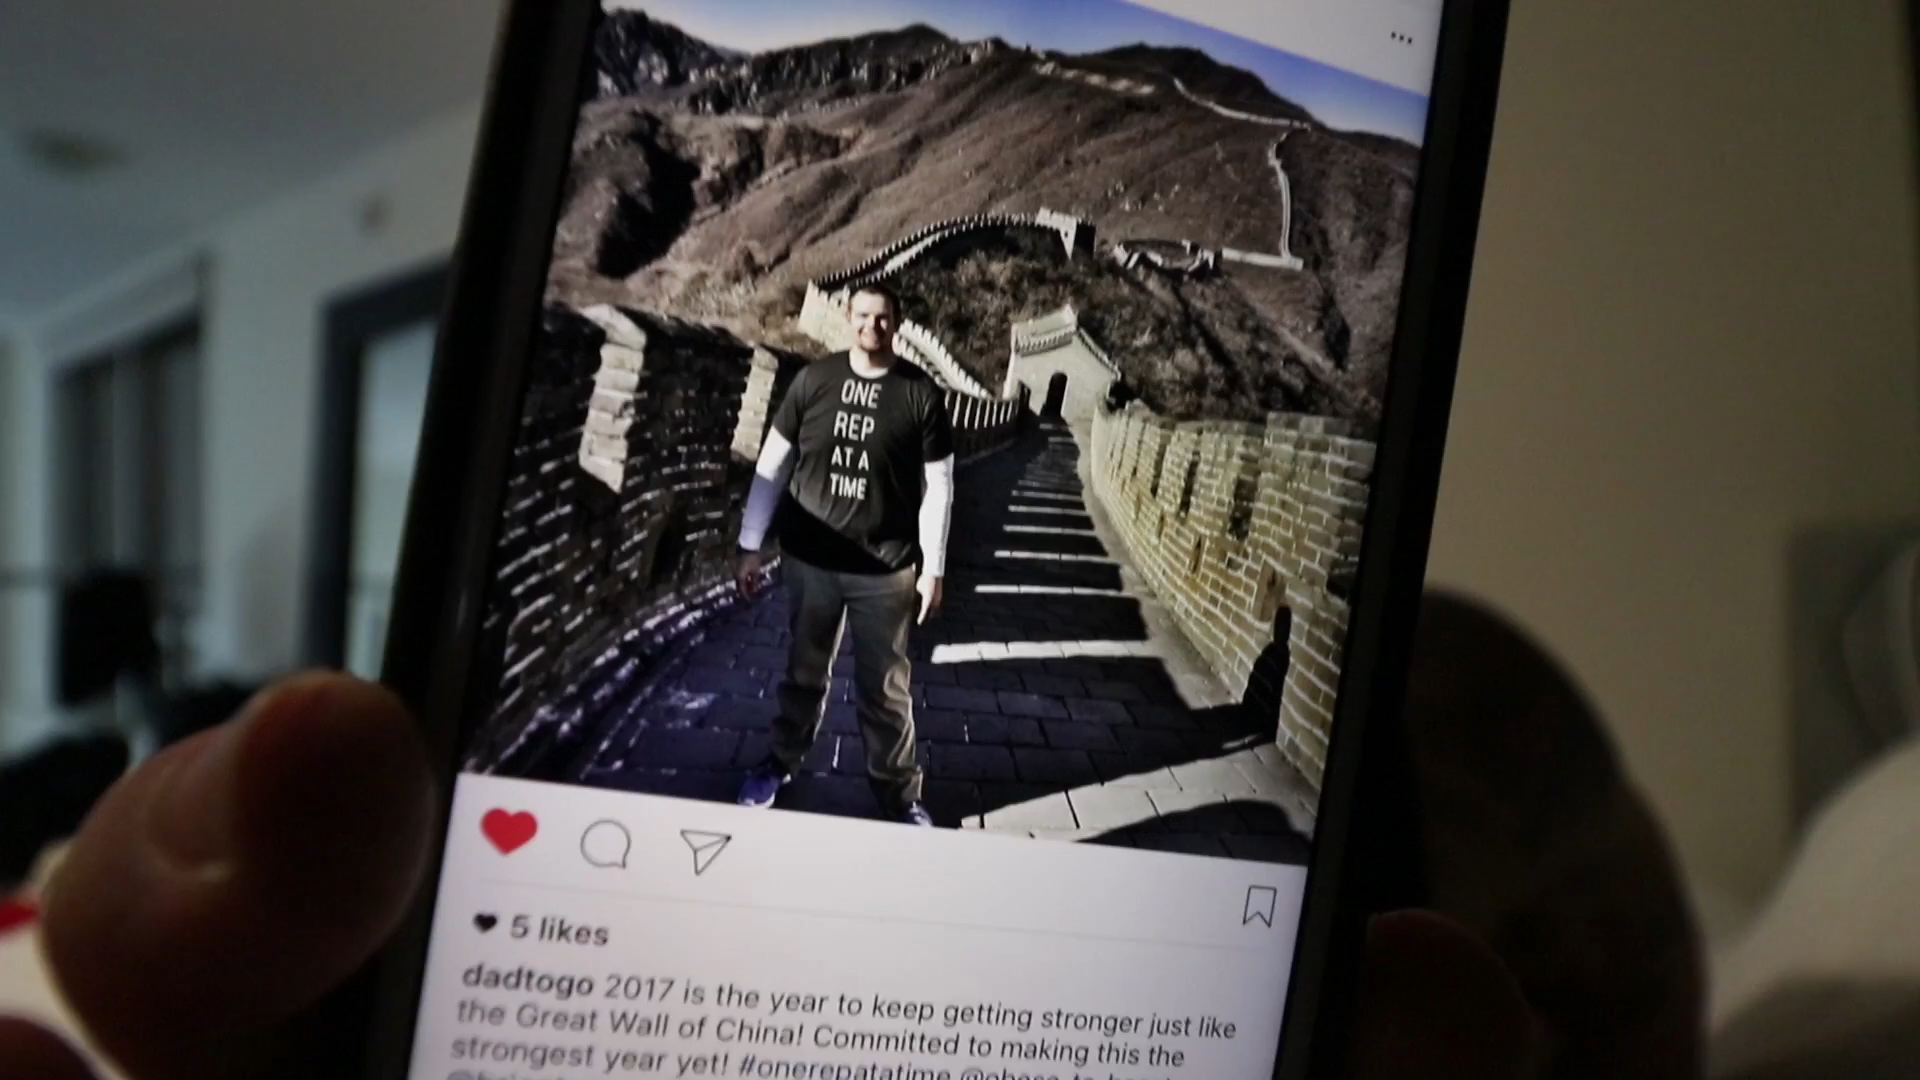 ONE
REP
AT A
TIME
5 likes
dadtogo 2017 is the year to keep getting stronger just like
the Great Wall of China! Committed to making this the
strongest year yet! #onerepatatime